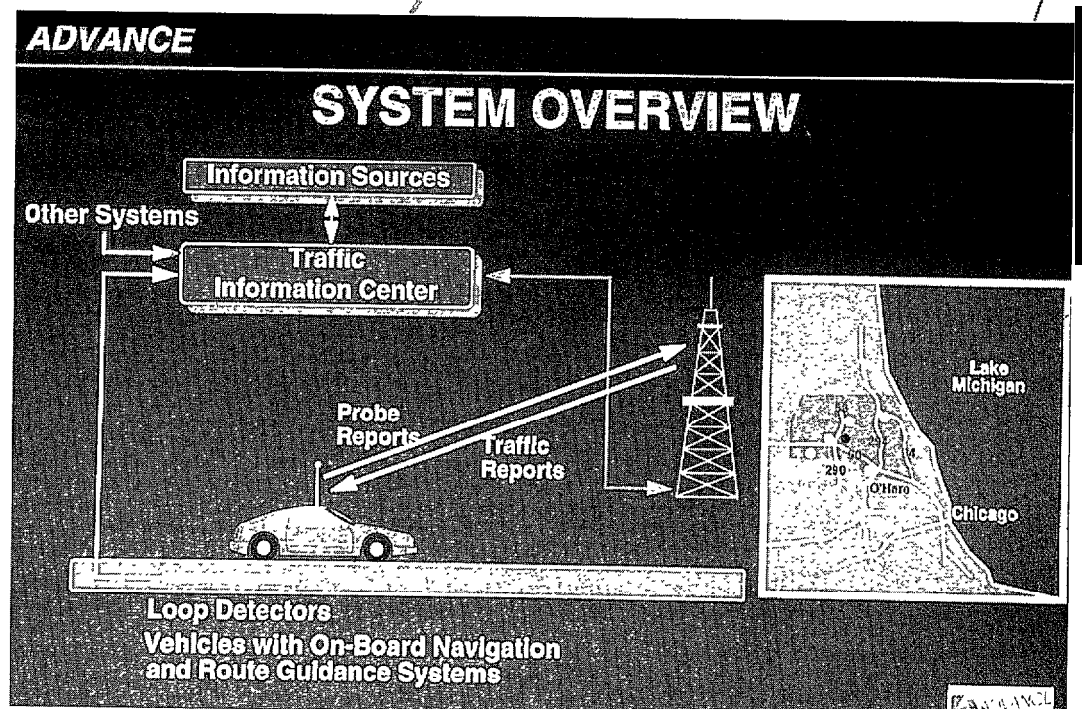 ADVANCE
SYSTEM OVERVIEW
Information Sources
Other Systems
Traffic
Information Center
Probe
Reports
Traffic
Reports
Lake
Michigan
290
O'Hare
Chicago
Loop Detectors
Vehicles with On-Board Navigation
and Route Guidance Systems